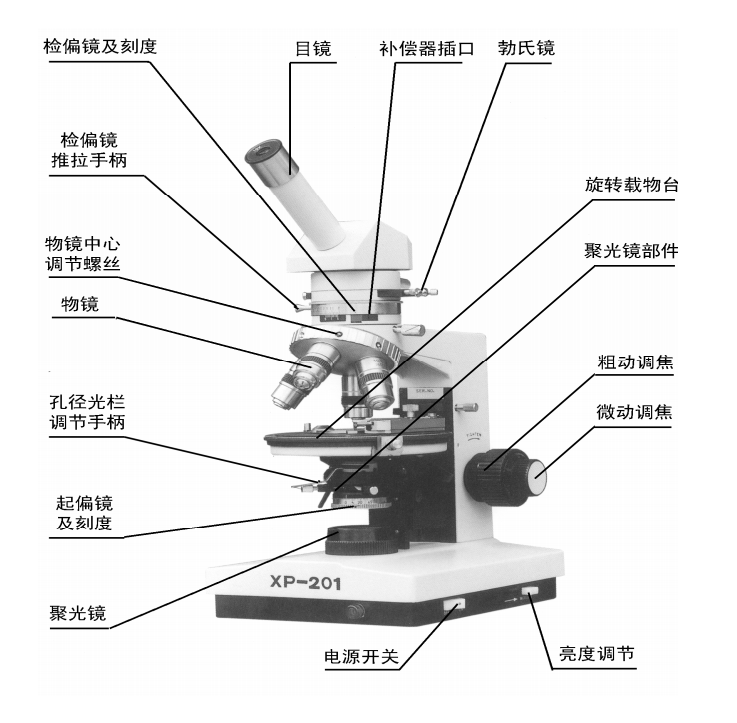 检偏镜及刻度
目镜
补偿器插口
勃氏镜
检偏镜
推拉手柄
旋转载物台
物镜中心
调节螺丝
聚光镜部件
物镜
粗动调焦
孔径光栏
调节手柄
微动调焦
起偏镜
及刻度
XP-201
聚光镜
电源开关
亮度调节